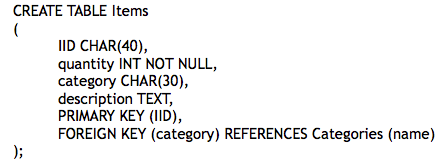 CREATE TABLE Items
(
IID CHAR(40),
quantity INT NOT NULL,
category CHAR(30),
description TEXT,
PRIMARY KEY (IID),
FOREIGN KEY (category) REFERENCES Categories (name)
);